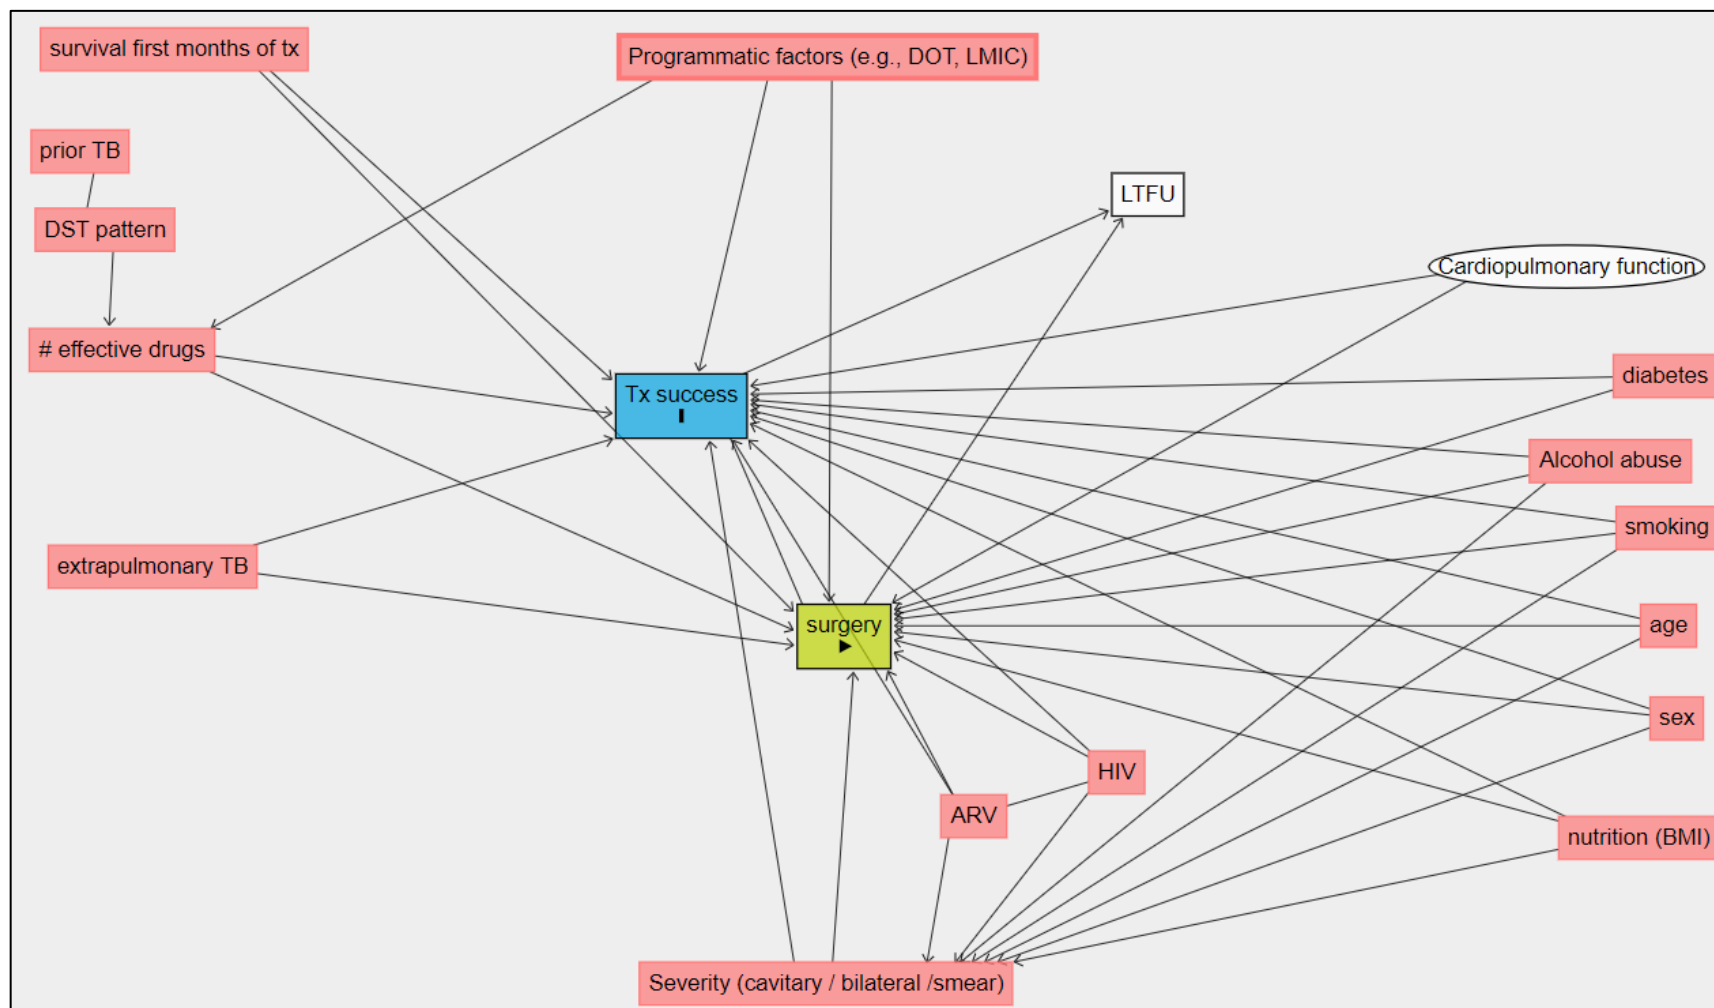 survival first months of tx
Programmatic factors (e.g., DOT, LMIC)
prior TB
LTFU
DST pattern
Cardiopulmonary function
# effective drugs
diabetes
Tx success
Alcohol abuse
smoking
extrapulmonary TB
surgery
age
sex
HIV
ARV
nutrition (BMI)
Severity (cavitary / bilateral /smear)